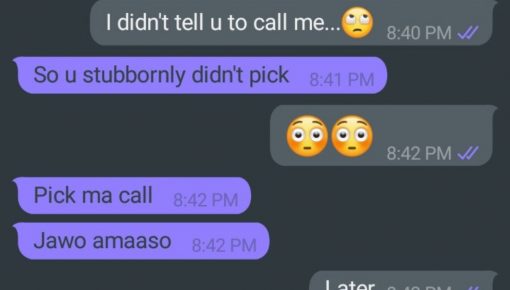 I didn't tell u to call me...🙄 8:40 PM
So u stubbornly didn't pick 8:41 PM
😳😳 8:42 PM
Pick ma call 8:42 PM
Jawo amaaso 8:42 PM
Later